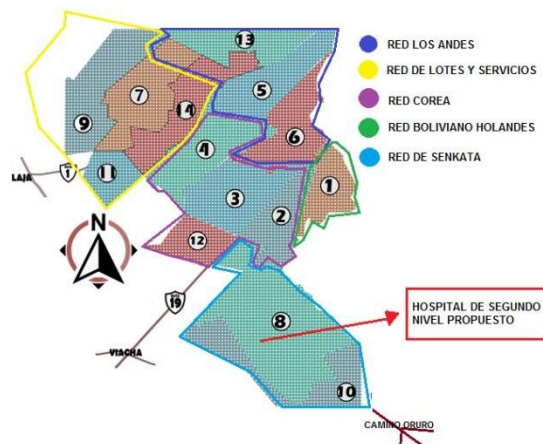 13
RED LOS ANDES
RED DE LOTES Y SERVICIOS
RED COREA
RED BOLIVIANO HOLANDES
RED DE SENKATA
5
7
14
9
6
4
11
LAJA
1
3
1
2
N
12
19
8
HOSPITAL DE SEGUNDO
NIVEL PROPUESTO
VIACHA
10
CAMINO ORURO